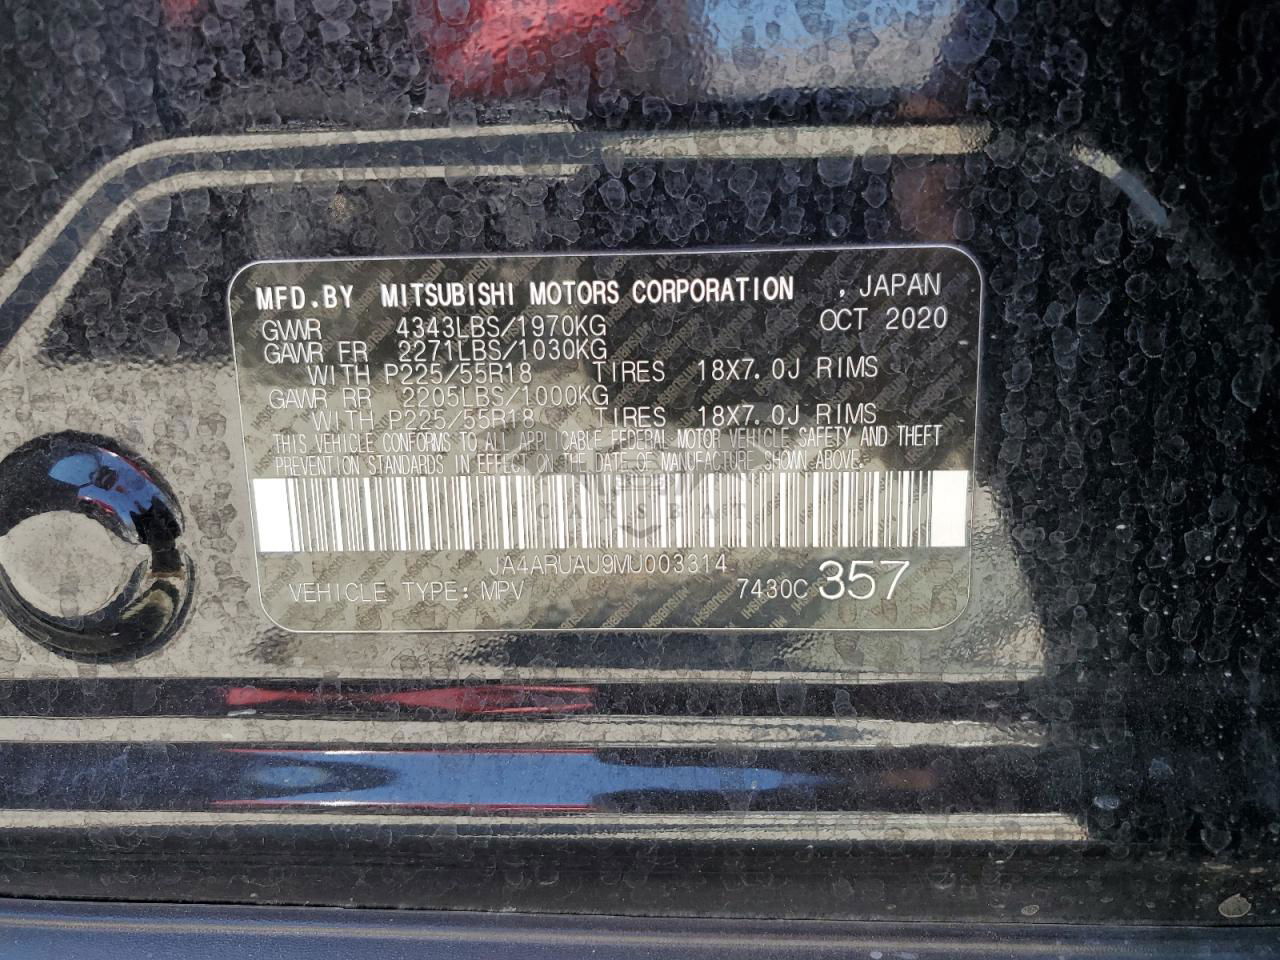 MFD.BY MITSUBISHI MOTORS CORPORATION , JAPAN
GWWR 4343LBS/1970KG OCT 2020
GAWR FR 2271LBS/1030KG
WITH P225/55R18 TIRES 18X7.0J RIMS
GAWR RR 2205LBS/1000KG
WITH P225/55R18 TIRES 18X7.0J RIMS
THIS VEHICLE CONFORMS TO ALL APPLICABLE FEDERAL MOTOR VEHICLE SAFETY AND THEFT
PREVENTION STANDARDS IN EFFECT ON THE DATE OF MANUFACTURE SHOWN ABOVE.
CARSBAT
JA4ARUAU9MU003314
VEHICLE TYPE: MPV 7430C 357